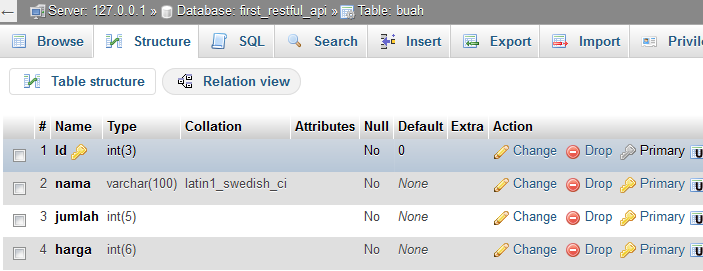 ← Server: 127.0.0.1 » Database: first_restful_api » Table: buah
Browse Structure SQL Search Insert Export Import Privile
Table structure Relation view
# Name Type Collation Attributes Null Default Extra Action
1 Id int(3) No 0 Change Drop Primary U
2 nama varchar(100) latin1_swedish_ci No None Change Drop Primary U
3 jumlah int(5) No None Change Drop Primary U
4 harga int(6) No None Change Drop Primary U